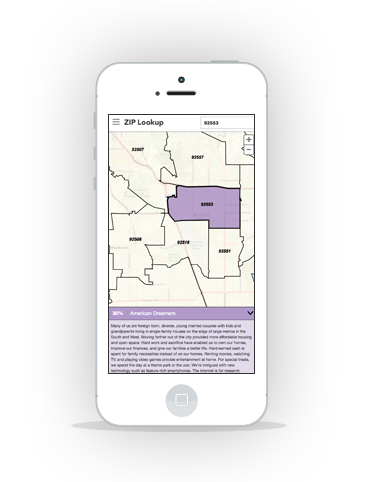 ZIP Lookup
92553
+
−
92507
92557
92553
92508
92518
92551
30% American Dreamers
Many of us are foreign born, diverse, young married couples with kids and
grandparents living in single-family houses on the edge of large metros in the
South and West. Moving farther out of the city provided more affordable housing
and open space. Hard work and sacrifice have enabled us to own our homes,
improve our finances, and give our families a better life. Hard-earned cash is
spent for family necessities instead of on our homes. Renting movies, watching
TV, and playing video games provide entertainment at home. For special treats,
we spend the day at a theme park or the zoo. We're intrigued with new
technology such as feature-rich smartphones. The Internet is for research,